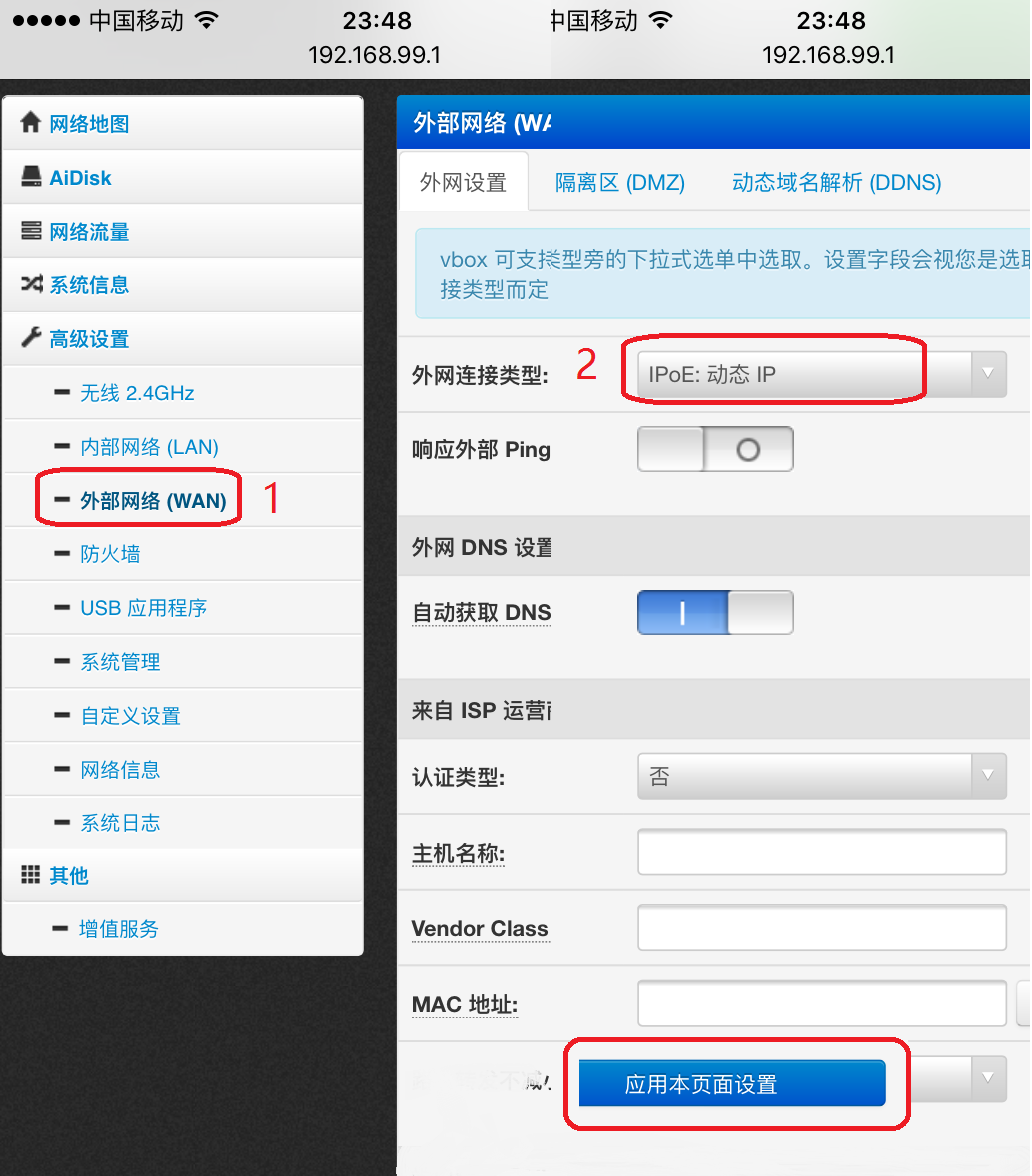 中国移动 23:48
192.168.99.1
网络地图
AiDisk
网络流量
系统信息
高级设置
无线 2.4GHz
内部网络 (LAN)
外部网络 (WAN)
1
防火墙
USB 应用程序
系统管理
自定义设置
网络信息
系统日志
其他
增值服务
中国移动 23:48
192.168.99.1
外部网络 (WA
外网设置 隔离区 (DMZ) 动态域名解析 (DDNS)
vbox 可支类型旁的下拉式选单中选取。设置字段会视您是选取
接类型而定
外网连接类型: 2 IPoE: 动态 IP
响应外部 Ping
外网 DNS 设置
自动获取 DNS
来自 ISP 运营
认证类型: 否
主机名称:
Vendor Class
MAC 地址:
应用本页面设置